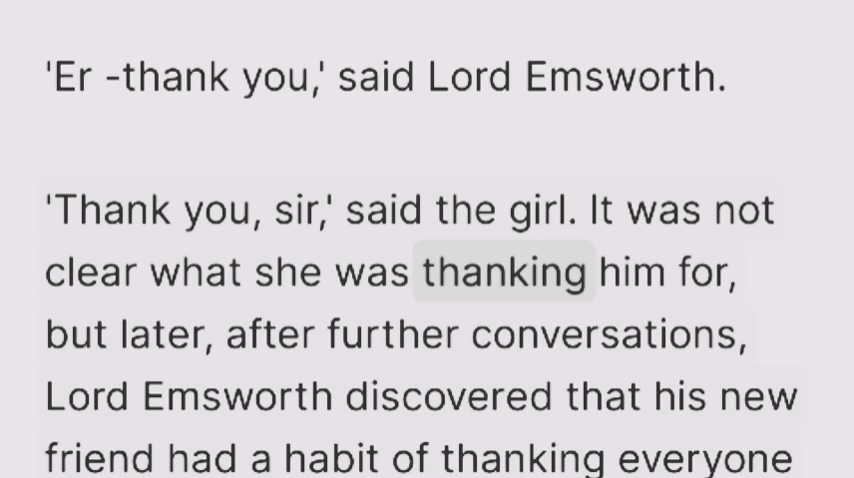 'Er -thank you,' said Lord Emsworth.
'Thank you, sir,' said the girl. It was not
clear what she was thanking him for,
but later, after further conversations,
Lord Emsworth discovered that his new
friend had a habit of thanking everyone